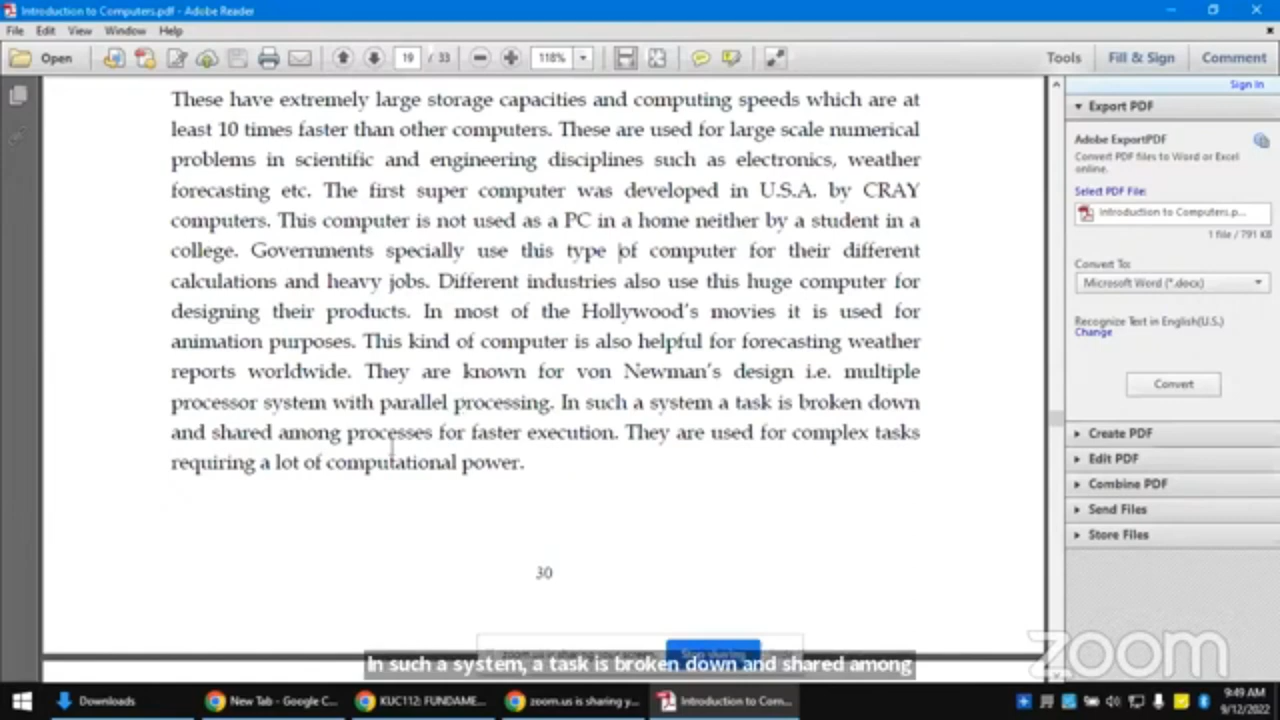 Introduction to Computers.pdf - Adobe Reader
File Edit View Window Help
Open 19 / 33 118% Tools Fill & Sign Comment
Sign In
These have extremely large storage capacities and computing speeds which are at
least 10 times faster than other computers. These are used for large scale numerical
problems in scientific and engineering disciplines such as electronics, weather
forecasting etc. The first super computer was developed in U.S.A. by CRAY
computers. This computer is not used as a PC in a home neither by a student in a
college. Governments specially use this type of computer for their different
calculations and heavy jobs. Different industries also use this huge computer for
designing their products. In most of the Hollywood's movies it is used for
animation purposes. This kind of computer is also helpful for forecasting weather
reports worldwide. They are known for von Newman's design i.e. multiple
processor system with parallel processing. In such a system a task is broken down
and shared among processes for faster execution. They are used for complex tasks
requiring a lot of computational power.
30
Export PDF
Adobe ExportPDF
Convert PDF files to Word or Excel
online.
Select PDF File:
Introduction to Computers.p...
1 file / 791 KB
Convert To:
Microsoft Word (*.docx)
Recognize Text in English(U.S.)
Change
Convert
Create PDF
Edit PDF
Combine PDF
Send Files
Store Files
zoom
In such a system, a task is broken down and shared among
Downloads
New Tab - Google C...
KUC112: FUNDAME...
zoom.us is sharing y...
Introduction to Com...
9:49 AM
9/12/2022